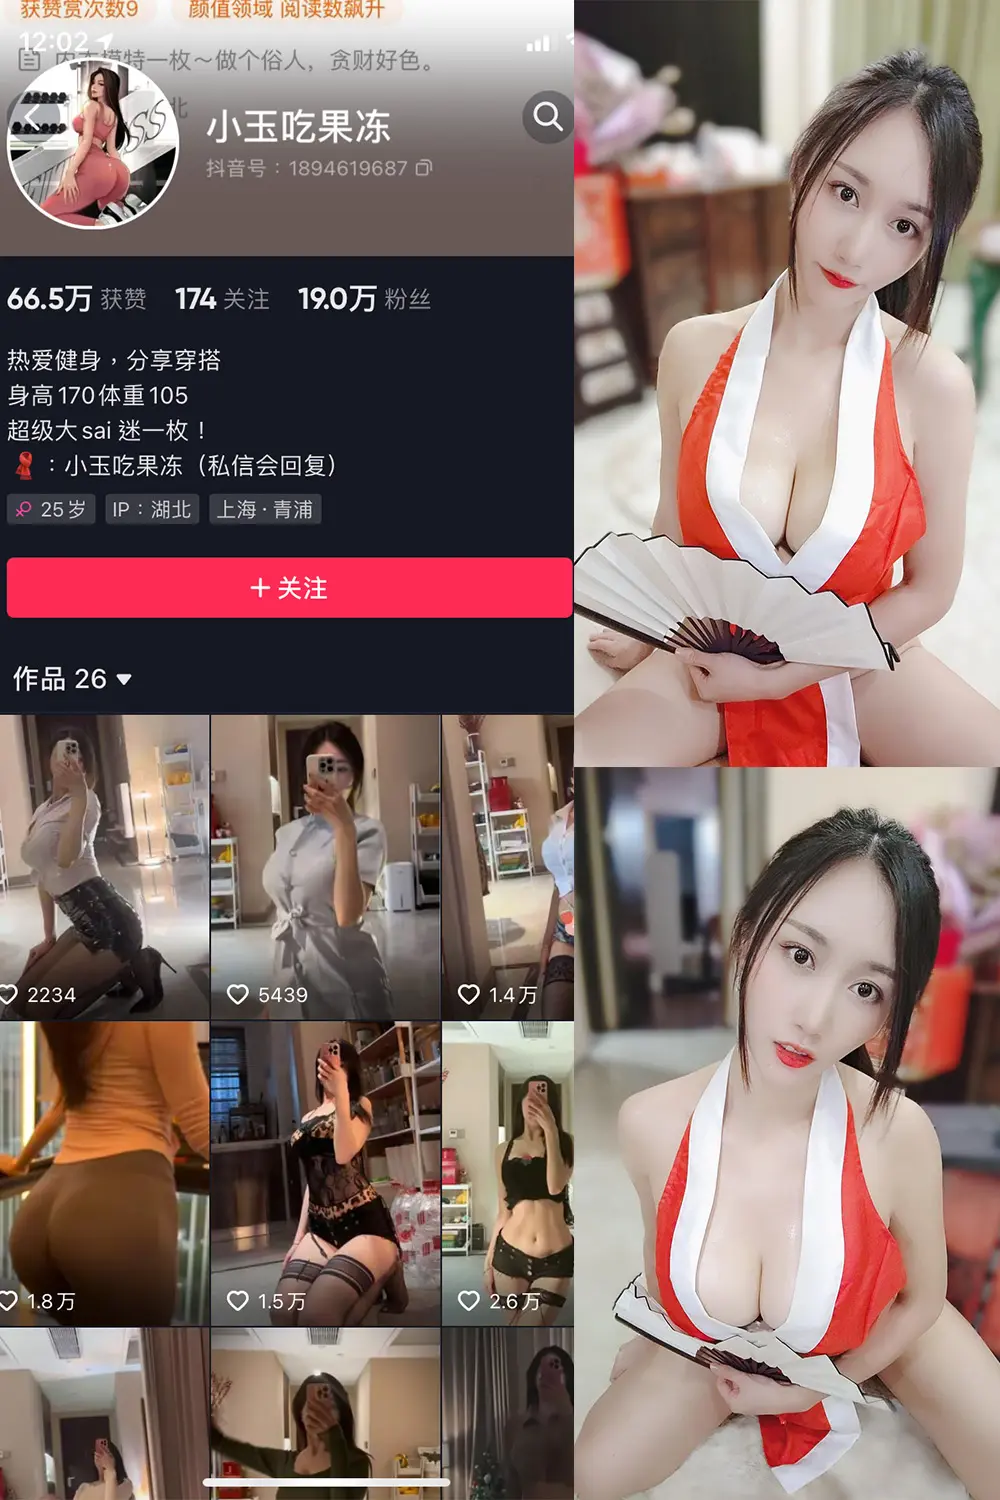 获赞赏次数9
颜值领域 阅读数飙升
12:02
内衣模特一枚～做个俗人，贪财好色。
北
小玉吃果冻
抖音号：1894619687
66.5万 获赞 174 关注 19.0万 粉丝
热爱健身，分享穿搭
身高170体重105
超级大sai 迷一枚！
：小玉吃果冻（私信会回复）
25岁 IP：湖北 上海·青浦
+ 关注
作品 26
2234 5439 1.4万
1.8万 1.5万 2.6万